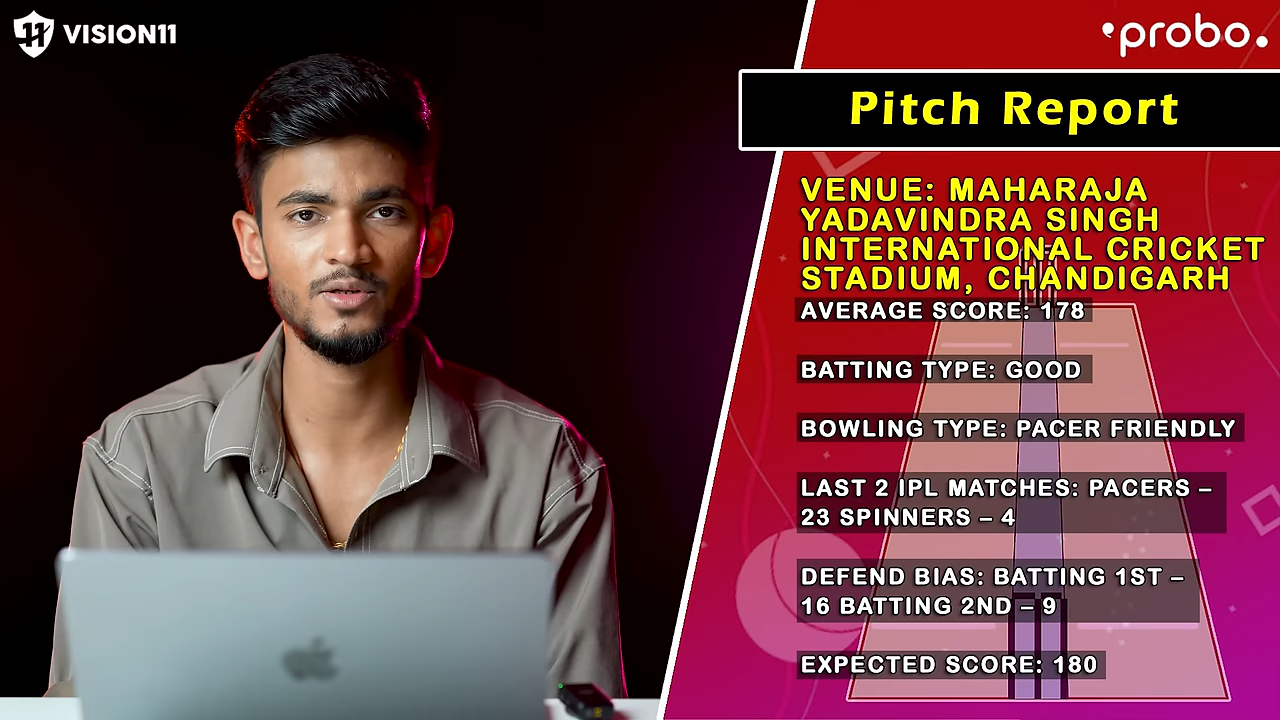 VISION11
probo.
Pitch Report
VENUE: MAHARAJA
YADAVINDRA SINGH
INTERNATIONAL CRICKET
STADIUM, CHANDIGARH
AVERAGE SCORE: 178
BATTING TYPE: GOOD
BOWLING TYPE: PACER FRIENDLY
LAST 2 IPL MATCHES: PACERS –
23 SPINNERS – 4
DEFEND BIAS: BATTING 1ST –
16 BATTING 2ND – 9
EXPECTED SCORE: 180